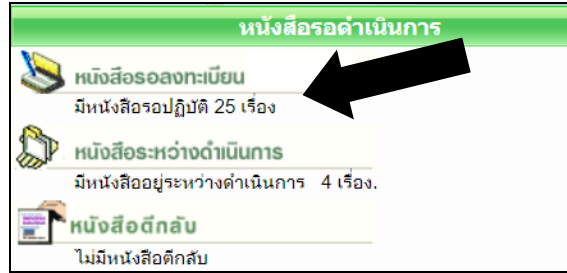 หนังสือรอดำเนินการ
หนังสือรอลงทะเบียน
มีหนังสือรอปฏิบัติ 25 เรื่อง
หนังสือระหว่างดำเนินการ
มีหนังสืออยู่ระหว่างดำเนินการ 4 เรื่อง.
หนังสือตีกลับ
ไม่มีหนังสือตีกลับ